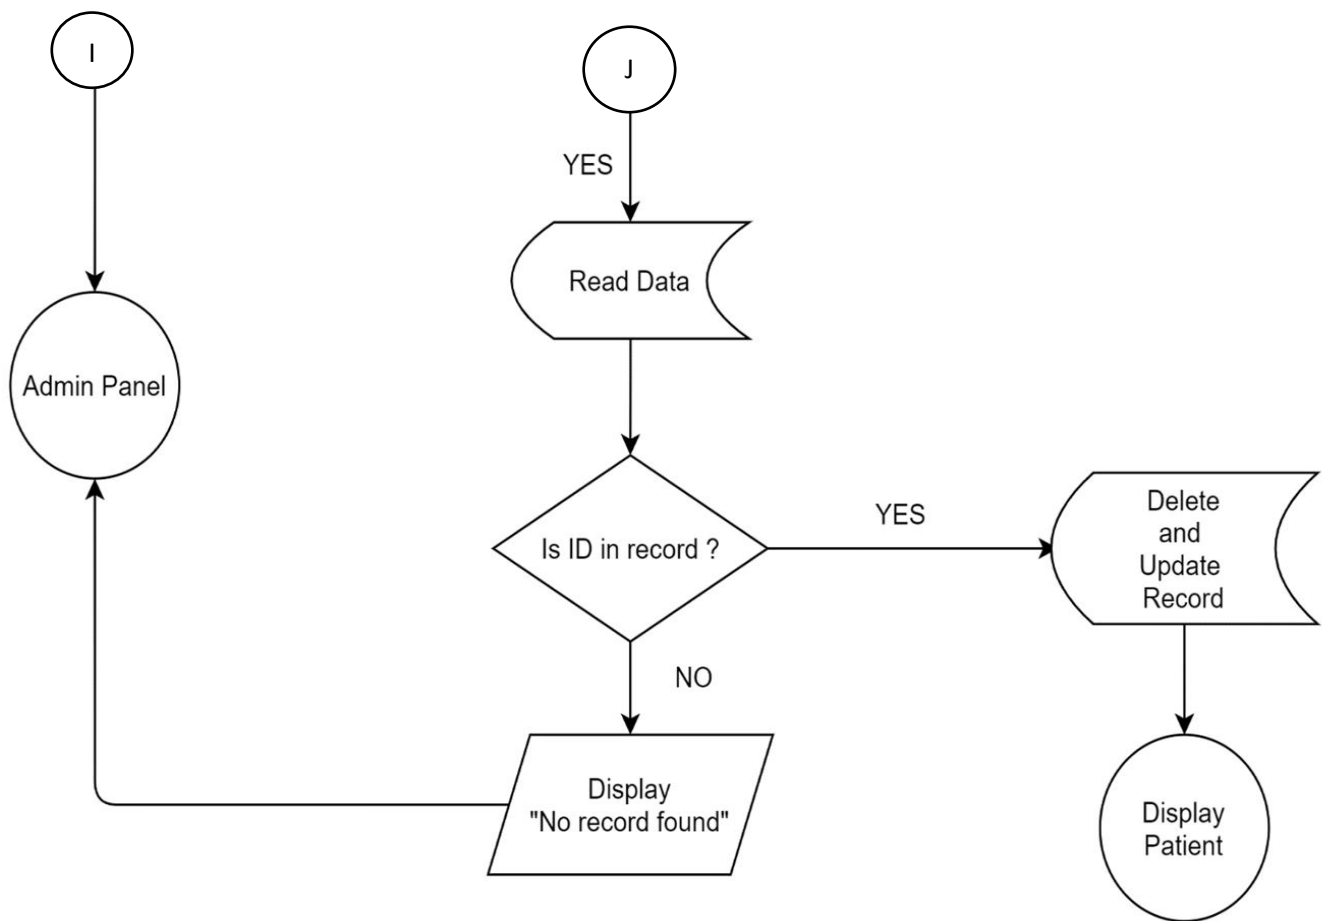 I
J
YES
Read Data
Admin Panel
Is ID in record ?
YES
Delete
and
Update
Record
NO
Display
"No record found"
Display
Patient